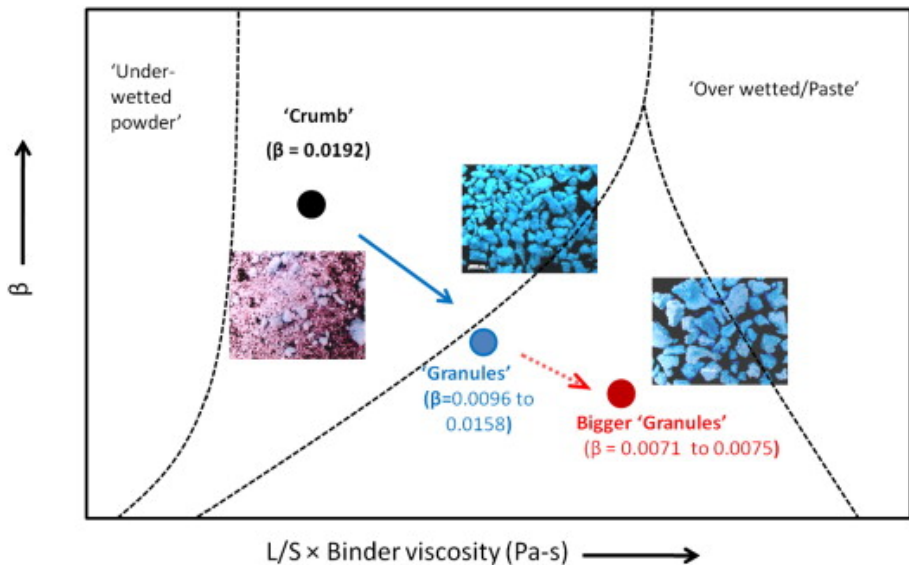 ‘Under-
wetted
powder’
‘Crumb’
(β = 0.0192)
‘Over wetted/Paste’
‘Granules’
(β=0.0096 to
0.0158)
Bigger ‘Granules’
(β = 0.0071 to 0.0075)
β
L/S × Binder viscosity (Pa-s)